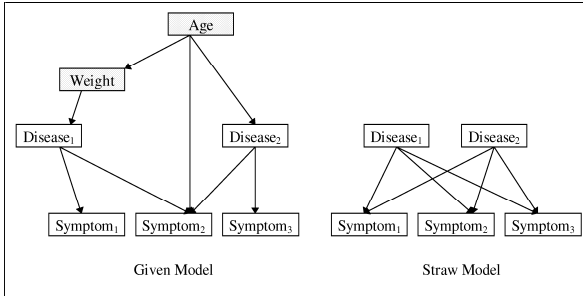 Age
Weight
Disease₁ Disease₂ Disease₁ Disease₂
Symptom₁ Symptom₂ Symptom₃ Symptom₁ Symptom₂ Symptom₃
Given Model Straw Model